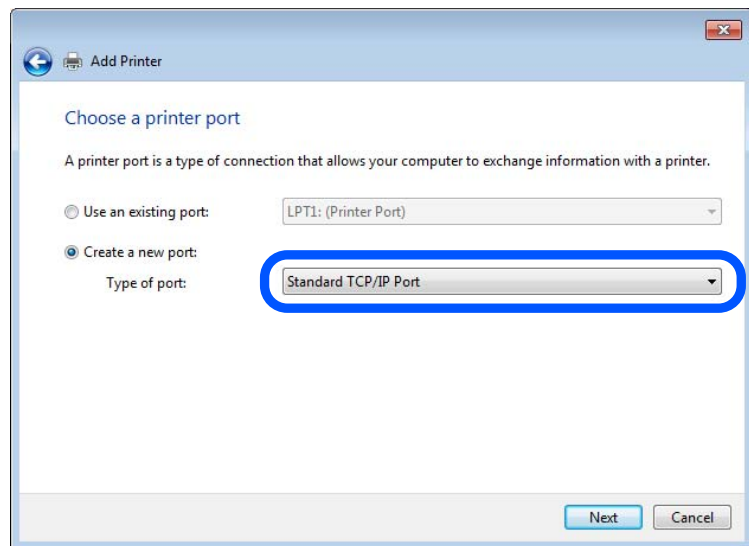 Add Printer
Choose a printer port
A printer port is a type of connection that allows your computer to exchange information with a printer.
Use an existing port: LPT1: (Printer Port)
Create a new port:
Type of port: Standard TCP/IP Port
Next Cancel